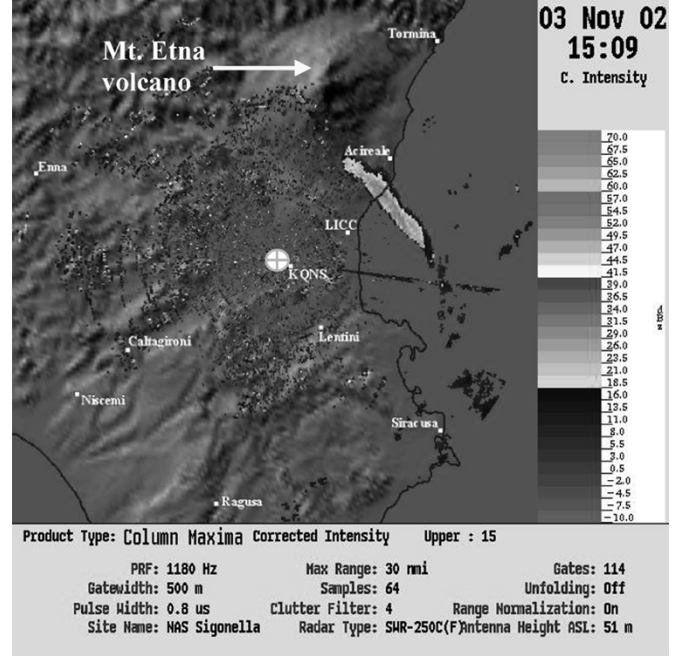 03 Nov 02
15:09
C. Intensity
Mt. Etna
volcano
Tormina
Enna
Acireale
LICC
KQNS
Lentini
Caltagironi
Niscemi
Siracusa
Ragusa
70.0
67.5
65.0
62.5
60.0
57.0
54.5
52.0
49.5
47.0
44.5
41.5
39.0
36.5
34.0
31.5
29.0
26.0
23.5
21.0
18.5
16.0
13.5
11.0
8.0
5.5
3.0
0.5
-2.0
-4.5
-7.5
-10.0
Product Type: Column Maxima Corrected Intensity Upper : 15
PRF: 1180 Hz Max Range: 30 nmi Gates: 114
Gatewidth: 500 m Samples: 64 Unfolding: Off
Pulse Width: 0.8 us Clutter Filter: 4 Range Normalization: On
Site Name: NAS Sigonella Radar Type: SWR-250C(F) Antenna Height ASL: 51 m